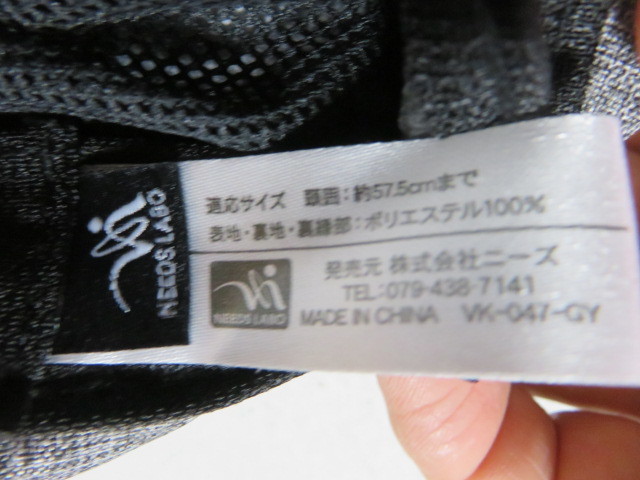 適応サイズ 頭囲:約57.5cmまで
表地・裏地・裏縁部:ポリエステル100%
NEEDS LABO
発売元 株式会社ニーズ
TEL:079-438-7141
NEEDS LABO
MADE IN CHINA VK-047-GY